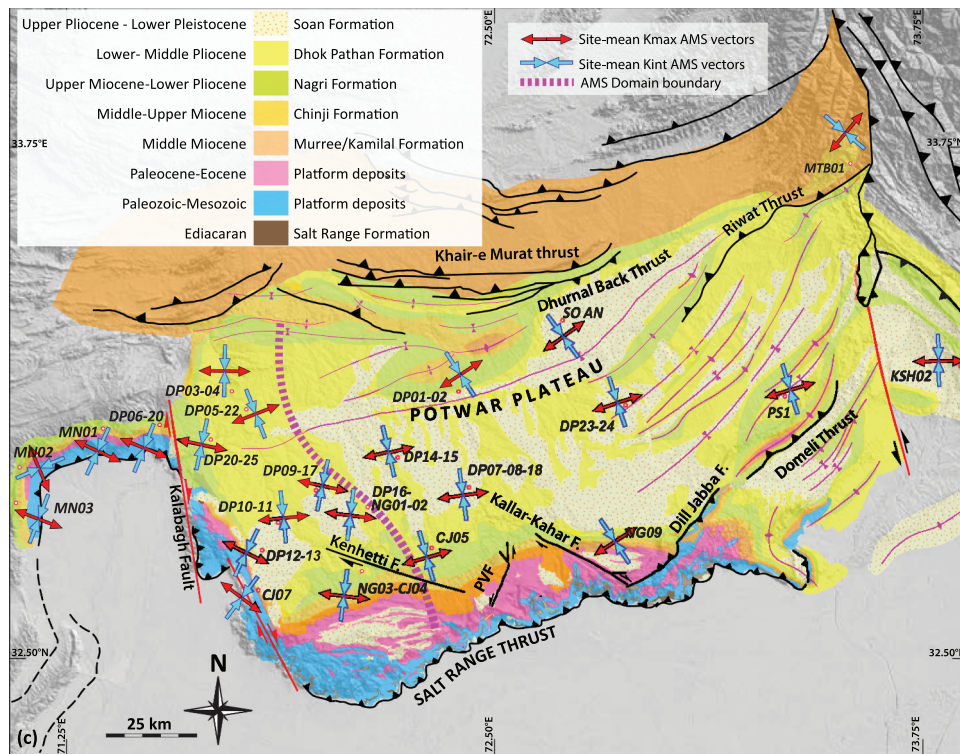 72.50°E
73.75°E
Upper Pliocene - Lower Pleistocene Soan Formation
Lower- Middle Pliocene Dhok Pathan Formation
Upper Miocene-Lower Pliocene Nagri Formation
Middle-Upper Miocene Chinji Formation
Middle Miocene Murree/Kamilal Formation
Paleocene-Eocene Platform deposits
Paleozoic-Mesozoic Platform deposits
Ediacaran Salt Range Formation
Site-mean Kmax AMS vectors
Site-mean Kint AMS vectors
AMS Domain boundary
33.75°E
33.75°E
MTB01
Riwat Thrust
Khair-e Murat thrust
Dhurnal Back Thrust
SO AN
KSH02
DP03-04
DP01-02
POTWAR PLATEAU
DP05-22
DP23-24
PS1
DP06-20
MN01
MN02
DP20-25
DP14-15
Domeli Thrust
DP09-17
DP07-08-18
MN03
DP16-
NG01-02
Kalabagh Fault
DP10-11
Kallar-Kahar F.
Dill Jabba F.
NG09
CJ05
Kenhetti F.
DP12-13
PVF
CJ07
NG03-CJ04
SALT RANGE THRUST
32.50°E
32.50°E
N
25 km
(c)
71.25°E
72.50°E
73.75°E